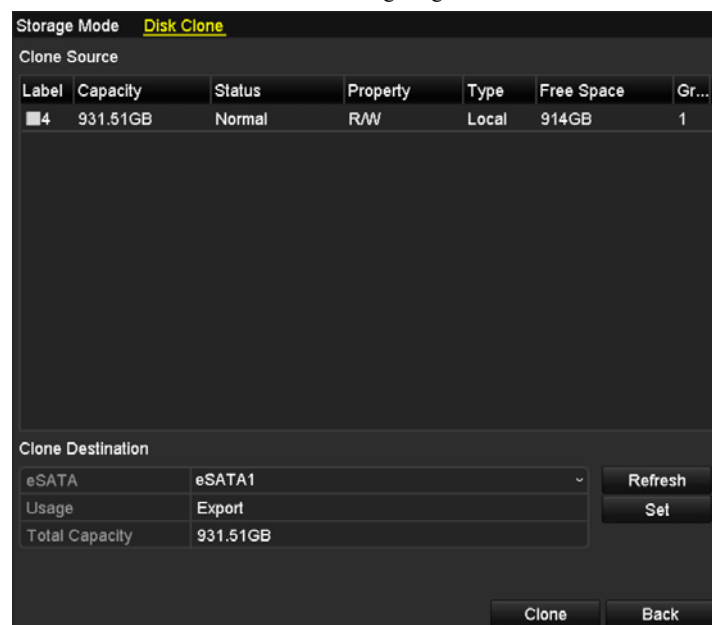 Storage Mode Disk Clone
Clone Source
Label Capacity Status Property Type Free Space Gr...
4 931.51GB Normal R/W Local 914GB 1
Clone Destination
eSATA eSATA1 Refresh
Usage Export Set
Total Capacity 931.51GB
Clone Back